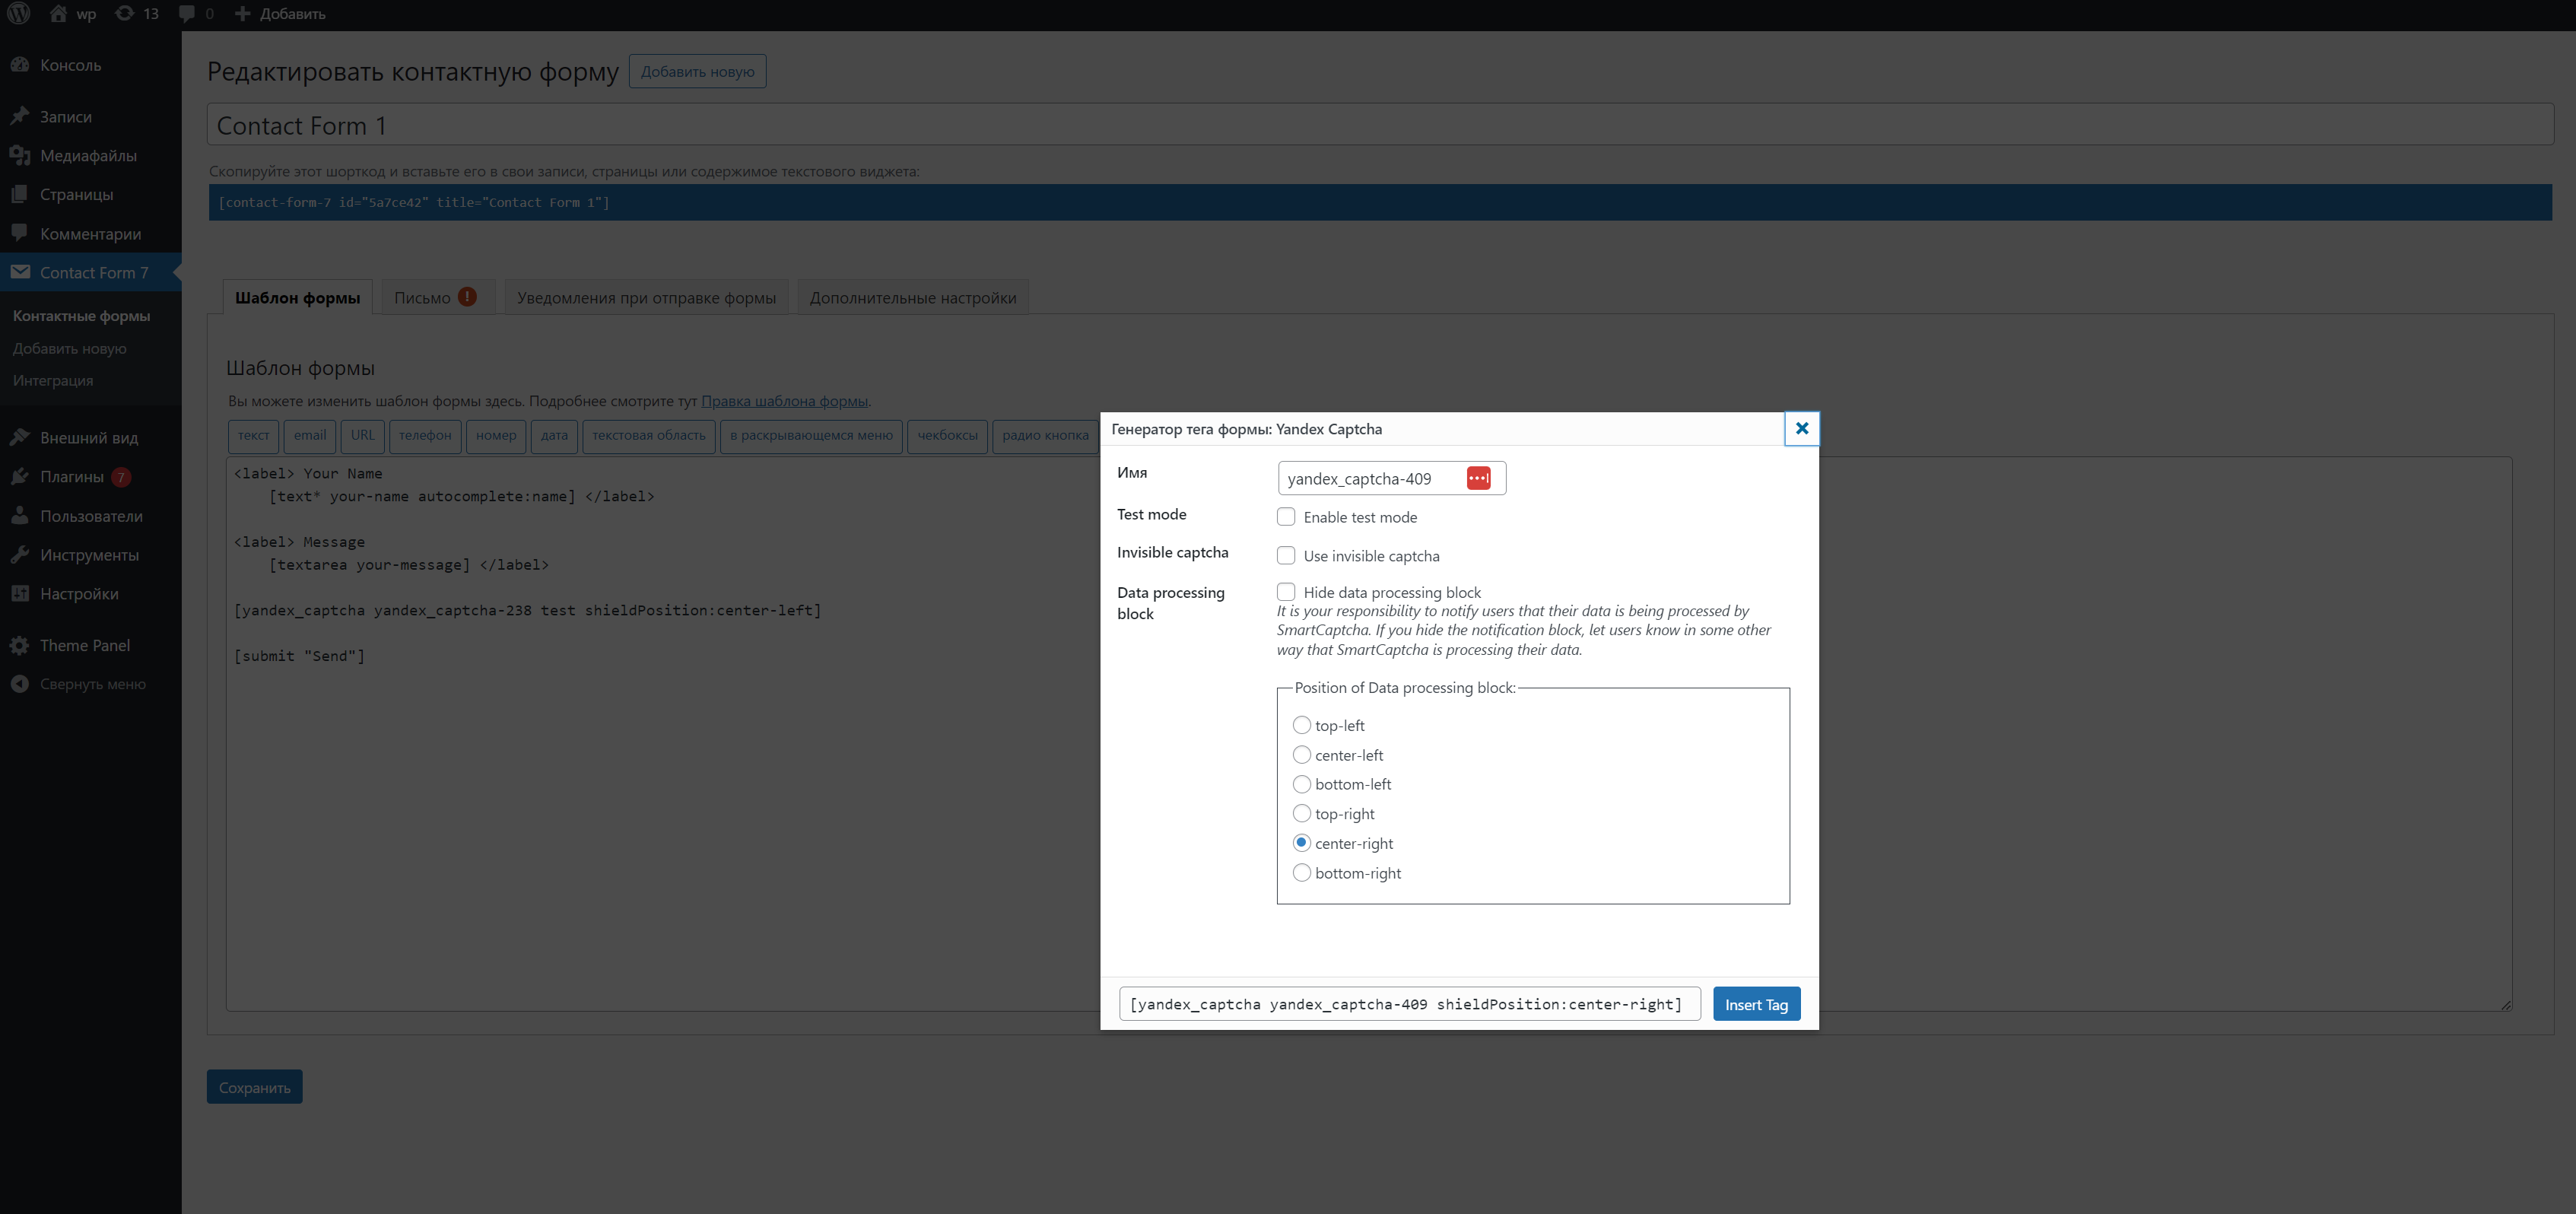 wp 13 0 Добавить
Консоль
Записи
Медиафайлы
Страницы
Комментарии
Contact Form 7
Контактные формы
Добавить новую
Интеграция
Внешний вид
Плагины 7
Пользователи
Инструменты
Настройки
Theme Panel
Свернуть меню
Редактировать контактную форму Добавить новую
Contact Form 1
Скопируйте этот шорткод и вставьте его в свои записи, страницы или содержимое текстового виджета:
[contact-form-7 id="5a7ce42" title="Contact Form 1"]
Шаблон формы Письмо ! Уведомления при отправке формы Дополнительные настройки
Шаблон формы
Вы можете изменить шаблон формы здесь. Подробнее смотрите тут Правка шаблона формы.
текст email URL телефон номер дата текстовая область в раскрывающемся меню чекбоксы радио кнопка
<label> Your Name
[text* your-name autocomplete:name] </label>
<label> Message
[textarea your-message] </label>
[yandex_captcha yandex_captcha-238 test shieldPosition:center-left]
[submit "Send"]
Сохранить
Генератор тега формы: Yandex Captcha
Имя yandex_captcha-409
Test mode Enable test mode
Invisible captcha Use invisible captcha
Data processing block Hide data processing block
It is your responsibility to notify users that their data is being processed by
SmartCaptcha. If you hide the notification block, let users know in some other
way that SmartCaptcha is processing their data.
Position of Data processing block:
top-left
center-left
bottom-left
top-right
center-right
bottom-right
[yandex_captcha yandex_captcha-409 shieldPosition:center-right] Insert Tag